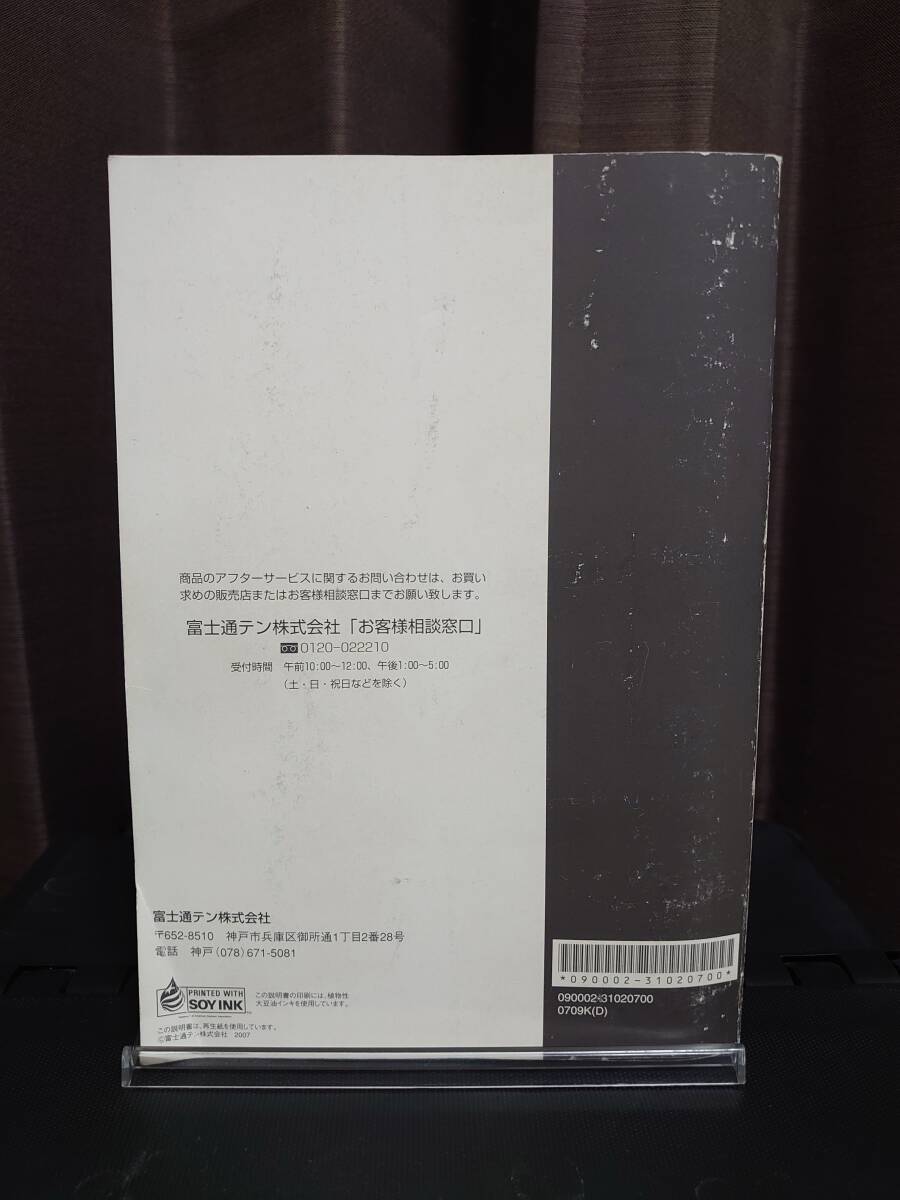 商品のアフターサービスに関するお問い合わせは、お買い
求めの販売店またはお客様相談窓口までお願い致します。
富士通テン株式会社「お客様相談窓口」
0120-022210
受付時間　午前10:00～12:00、午後1:00～5:00
（土・日・祝日などを除く）
富士通テン株式会社
〒652-8510　神戸市兵庫区御所通1丁目2番28号
電話　神戸（078）671-5081
PRINTED WITH
SOY INK
この説明書の印刷には、植物性
大豆油インキを使用しています。
この説明書は、再生紙を使用しています。
©富士通テン株式会社　2007
*090002-31020700*
090002-31020700
0709K(D)